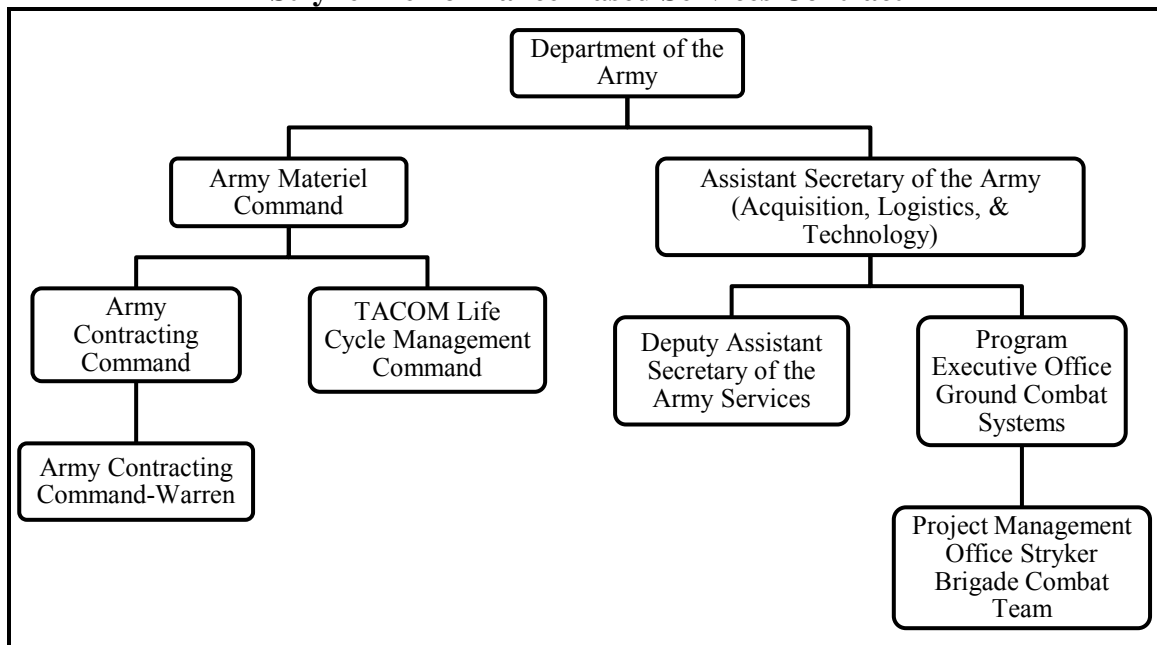 Department of the
Army
Army Materiel
Command
Assistant Secretary of the Army
(Acquisition, Logistics, &
Technology)
Army
Contracting
Command
TACOM Life
Cycle Management
Command
Deputy Assistant
Secretary of the
Army Services
Program
Executive Office
Ground Combat
Systems
Army Contracting
Command-Warren
Project Management
Office Stryker
Brigade Combat
Team